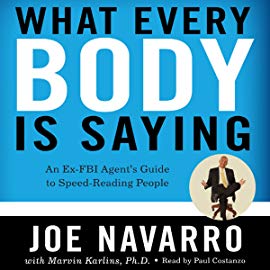 WHAT EVERY
BODY
IS SAYING
An Ex-FBI Agent's Guide
to Speed-Reading People
JOE NAVARRO
with Marvin Karlins, Ph.D. • Read by Paul Costanzo